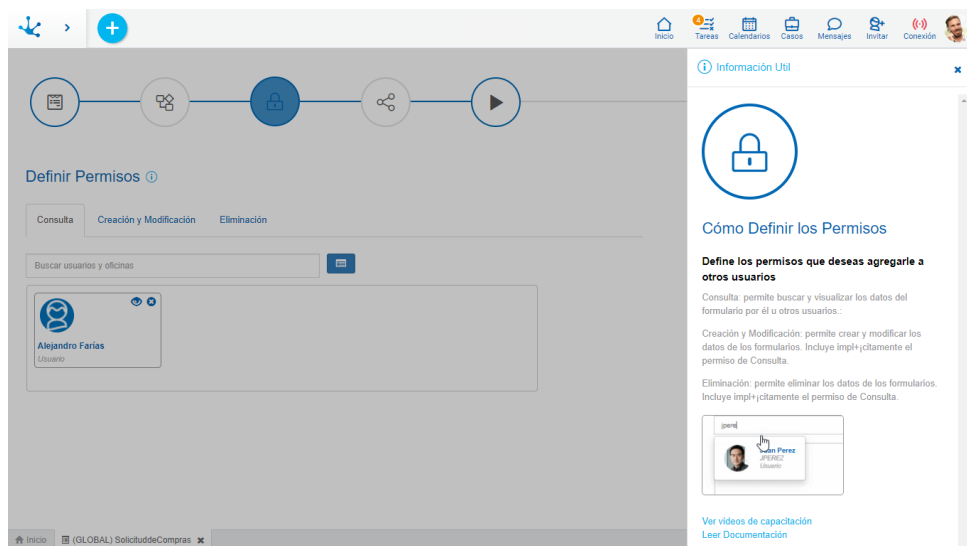 Inicio
4
Tareas
Calendarios
Casos
Mensajes
Invitar
Conexión
Definir Permisos
Consulta
Creación y Modificación
Eliminación
Buscar usuarios y oficinas
Alejandro Farias
Usuario
Inicio
(GLOBAL) SolicituddeCompras
Información Util
Cómo Definir los Permisos
Define los permisos que deseas agregarle a
otros usuarios
Consulta: permite buscar y visualizar los datos del
formulario por él u otros usuarios.:
Creación y Modificación: permite crear y modificar los
datos de los formularios. Incluye impl+¡citamente el
permiso de Consulta.
Eliminación: permite eliminar los datos de los formularios.
Incluye impl+¡citamente el permiso de Consulta.
jpere
Juan Perez
JPEREZ
Usuario
Ver videos de capacitación
Leer Documentación